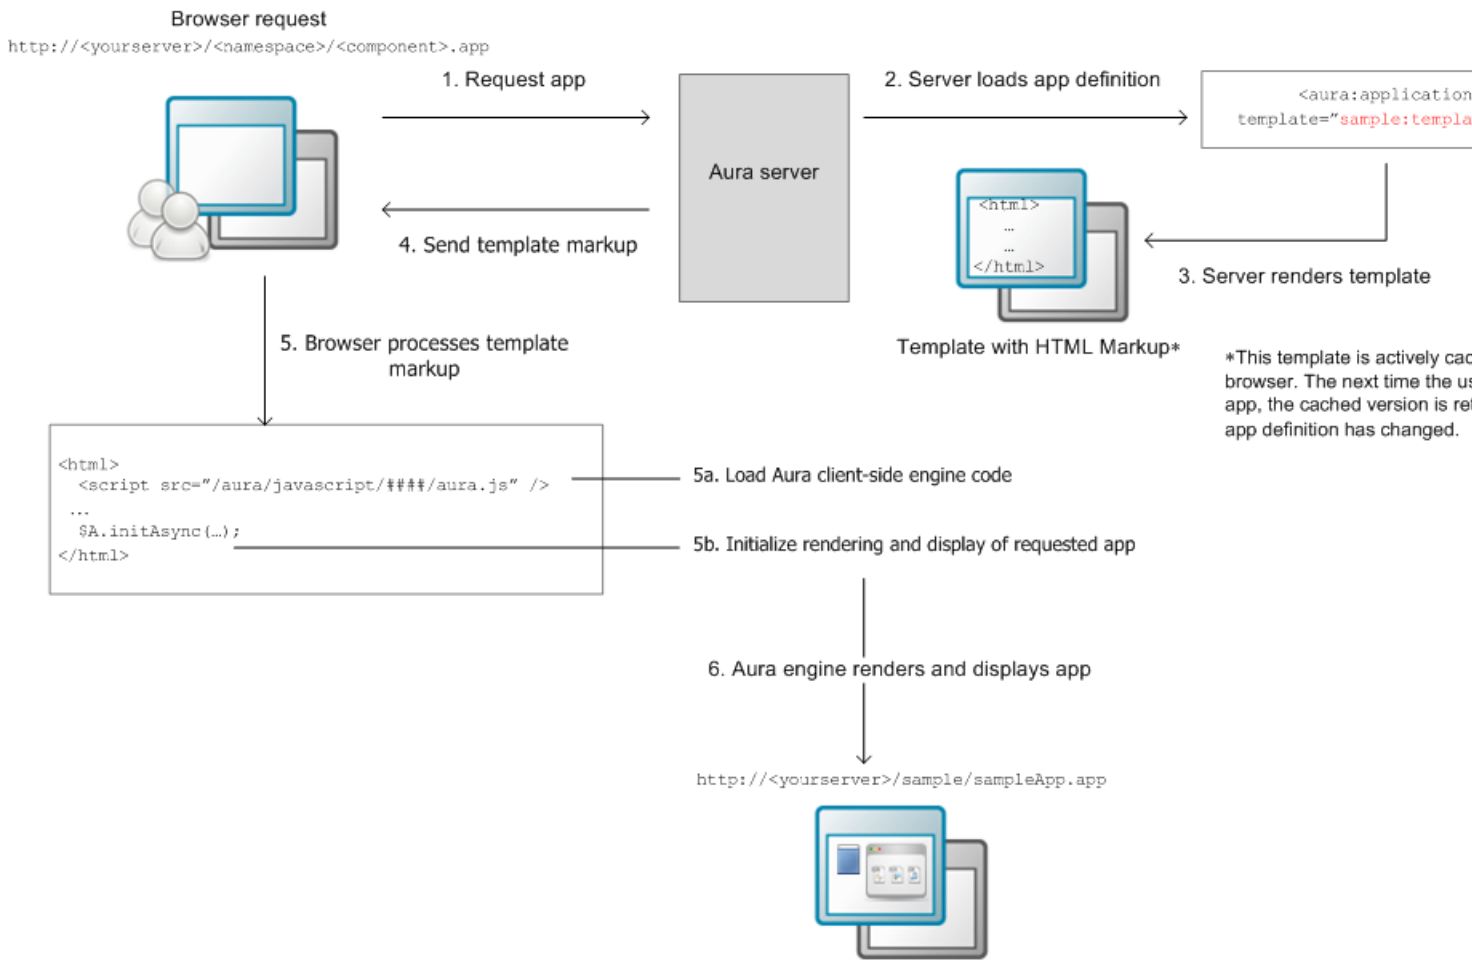 Browser request
http://<yourserver>/<namespace>/<component>.app
1. Request app
2. Server loads app definition
<aura:application
template=”sample:templa
Aura server
<html>
…
…
</html>
4. Send template markup
3. Server renders template
Template with HTML Markup*
5. Browser processes template
markup
*This template is actively cac
browser. The next time the us
app, the cached version is ret
app definition has changed.
<html>
<script src=”/aura/javascript/####/aura.js” />
...
$A.initAsync(…);
</html>
5a. Load Aura client-side engine code
5b. Initialize rendering and display of requested app
6. Aura engine renders and displays app
http://<yourserver>/sample/sampleApp.app